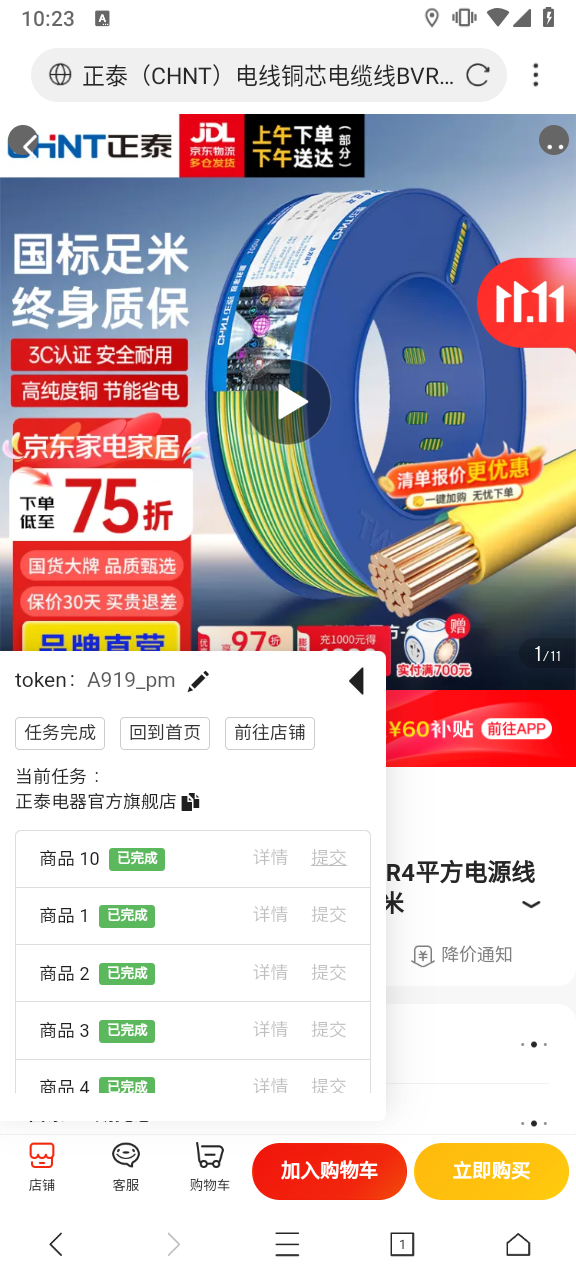 10:23
A
正泰（CHNT）电线铜芯电缆线BVR...
CHNT正泰
JDL
京东物流
多仓发货
上午下单
下午送达
（部分）
国标足米
终身质保
3C认证 安全耐用
高纯度铜 节能省电
11.11
京东家电家居
下单
低至
75折
清单报价更优惠
一键加购 无忧下单
国货大牌 品质甄选
保价30天 买贵退差
品牌直营
97折
充1000元得
赠
实付满700元
1/11
token： A919_pm
¥60补贴
前往APP
任务完成
回到首页
前往店铺
当前任务：
正泰电器官方旗舰店
商品 10 已完成 详情 提交
R4平方电源线
米
商品 1 已完成 详情 提交
降价通知
商品 2 已完成 详情 提交
商品 3 已完成 详情 提交
商品 4 已完成 详情 提交
店铺
客服
购物车
加入购物车
立即购买
1